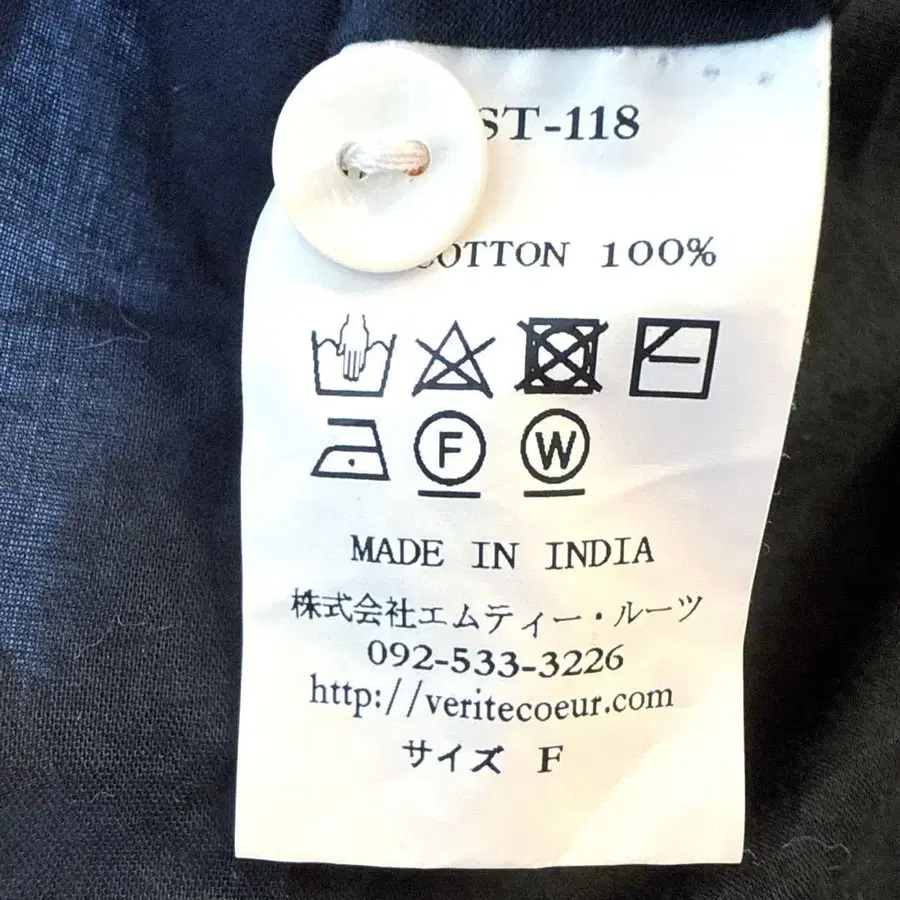 ST-118
COTTON 100%
F W
MADE IN INDIA
株式会社エムティー・ルーツ
092-533-3226
http://veritecoeur.com
サイズ F